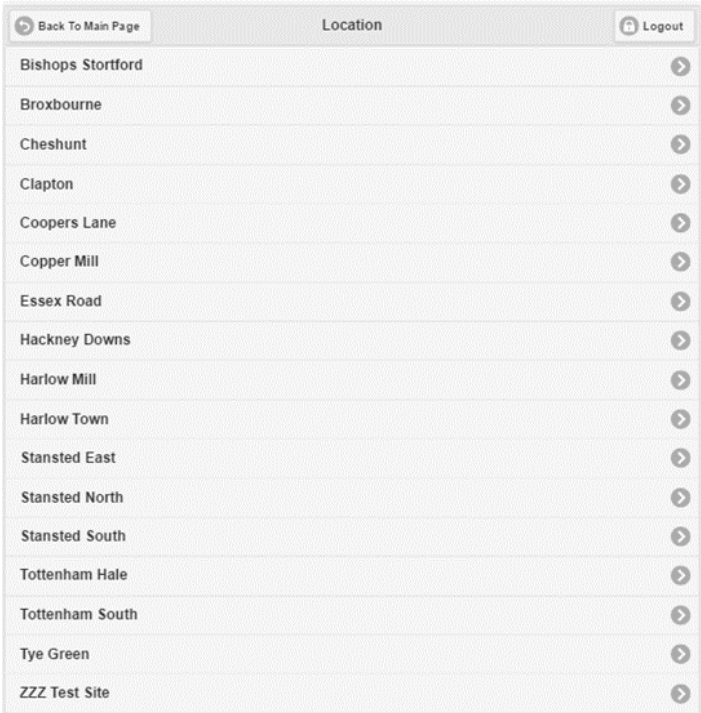 Back To Main Page Location Logout
Bishops Stortford
Broxbourne
Cheshunt
Clapton
Coopers Lane
Copper Mill
Essex Road
Hackney Downs
Harlow Mill
Harlow Town
Stansted East
Stansted North
Stansted South
Tottenham Hale
Tottenham South
Tye Green
ZZZ Test Site